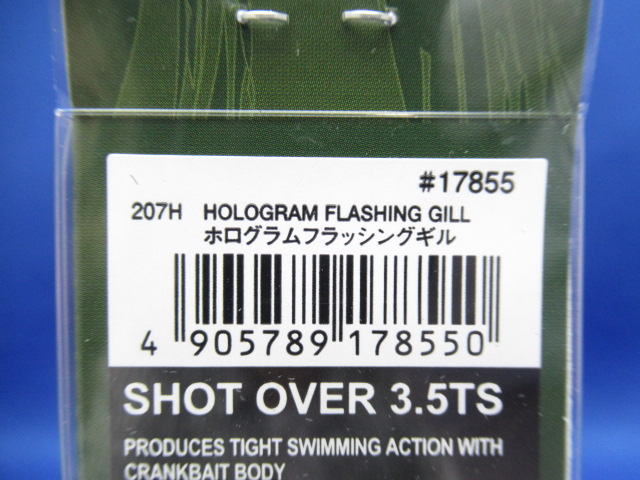 #17855
207H HOLOGRAM FLASHING GILL
ホログラムフラッシングギル
4 905789 178550
SHOT OVER 3.5TS
PRODUCES TIGHT SWIMMING ACTION WITH
CRANKBAIT BODY